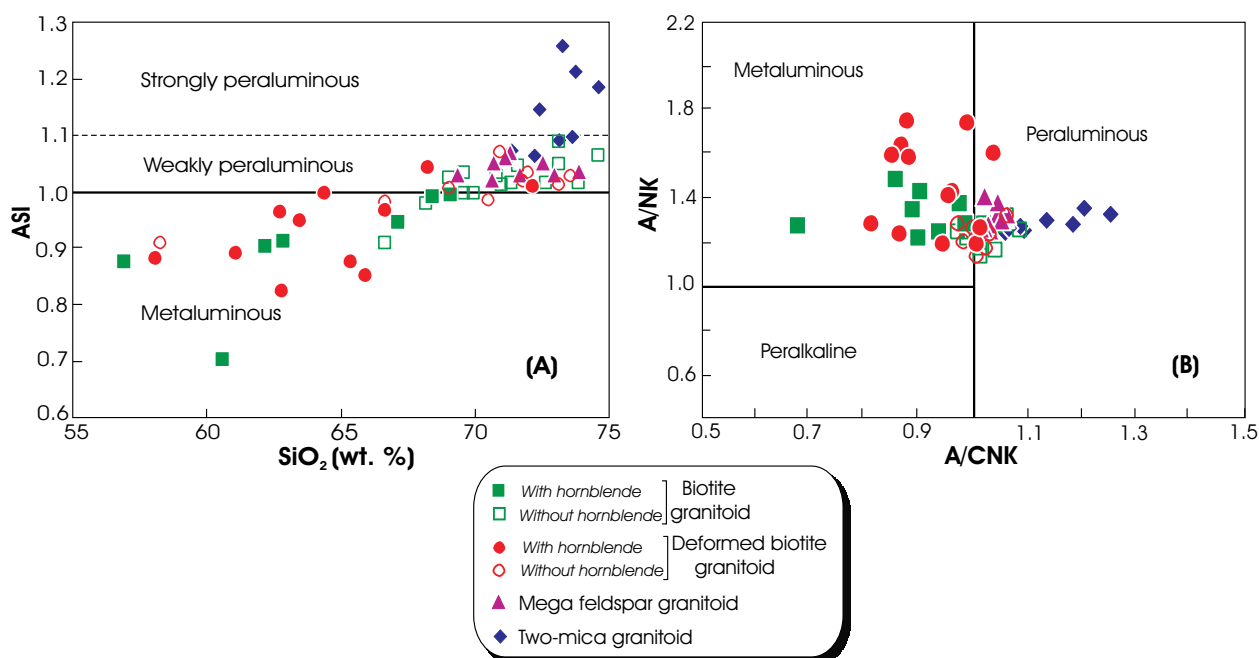 1.3
1.2
1.1
1.0
0.9
0.8
0.7
0.6
ASI
Strongly peraluminous
Weakly peraluminous
Metaluminous
(A)
55
60
65
70
75
SiO₂ (wt. %)
2.2
1.8
1.4
1.0
0.6
A/NK
Metaluminous
Peraluminous
Peralkaline
(B)
0.5
0.7
0.9
1.1
1.3
1.5
A/CNK
With hornblende
Without hornblende
Biotite
granitoid
With hornblende
Without hornblende
Deformed biotite
granitoid
Mega feldspar granitoid
Two-mica granitoid